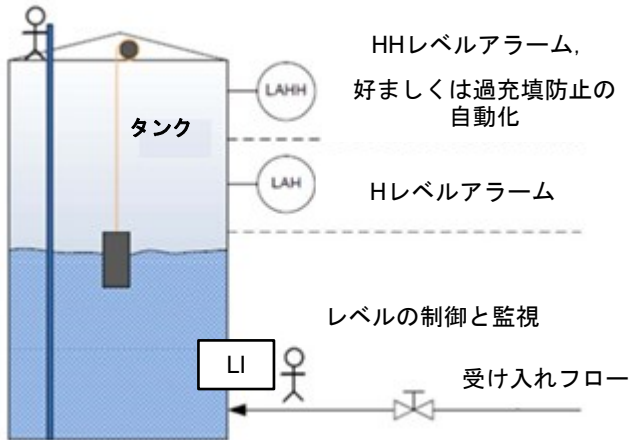 HHレベルアラーム,
好ましくは過充填防止の
自動化
LAHH
タンク
LAH
Hレベルアラーム
レベルの制御と監視
LI
受け入れフロー